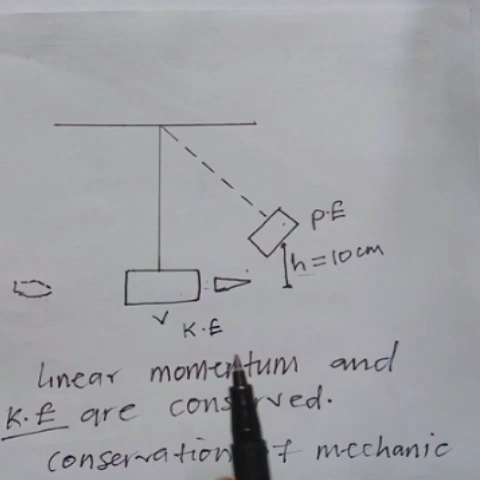 P.E
h=10cm
V
K.E
linear momentum and
K.E are conserved.
conservation of mechanic